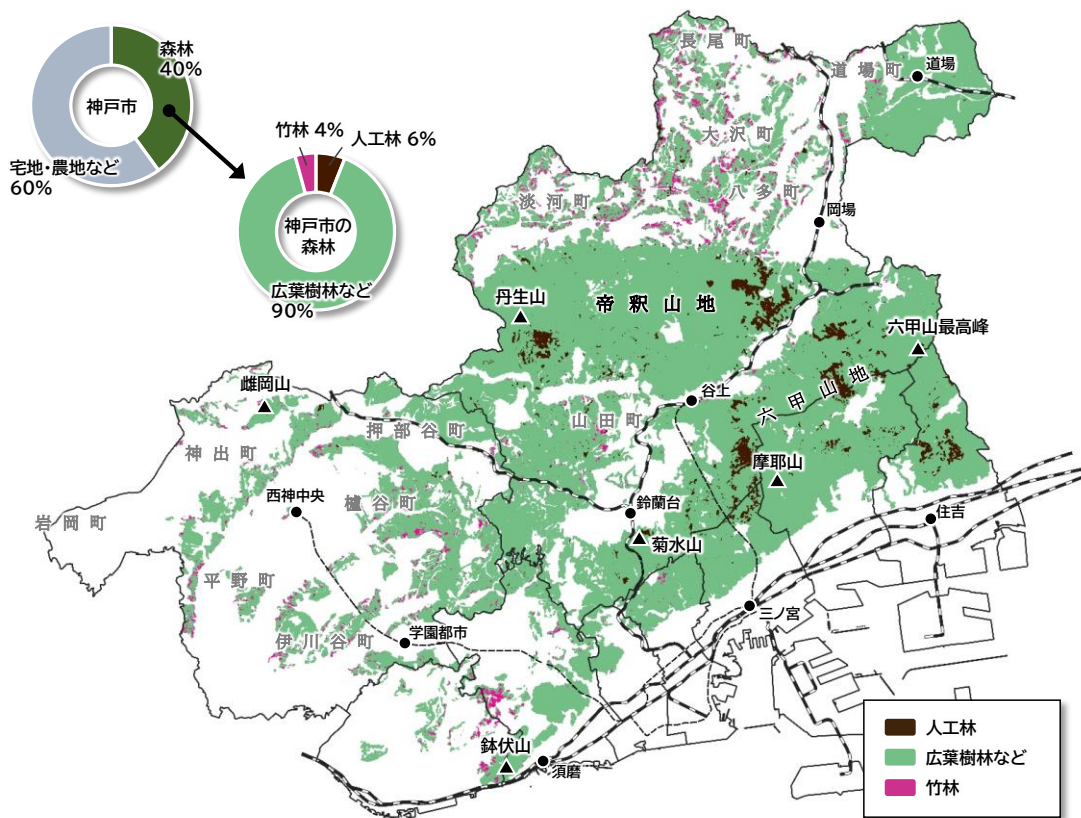 森林
40%
神戸市
宅地・農地など
60%
竹林 4%
人工林 6%
神戸市の
森林
広葉樹林など
90%
長尾町
道場町
道場
大沢町
八多町
淡河町
岡場
丹生山
帝釈山地
六甲山最高峰
六甲山地
谷上
雌岡山
押部谷町
山田町
神出町
摩耶山
西神中央
櫨谷町
鈴蘭台
住吉
岩岡町
菊水山
平野町
三ノ宮
伊川谷町
学園都市
鉢伏山
須磨
人工林
広葉樹林など
竹林